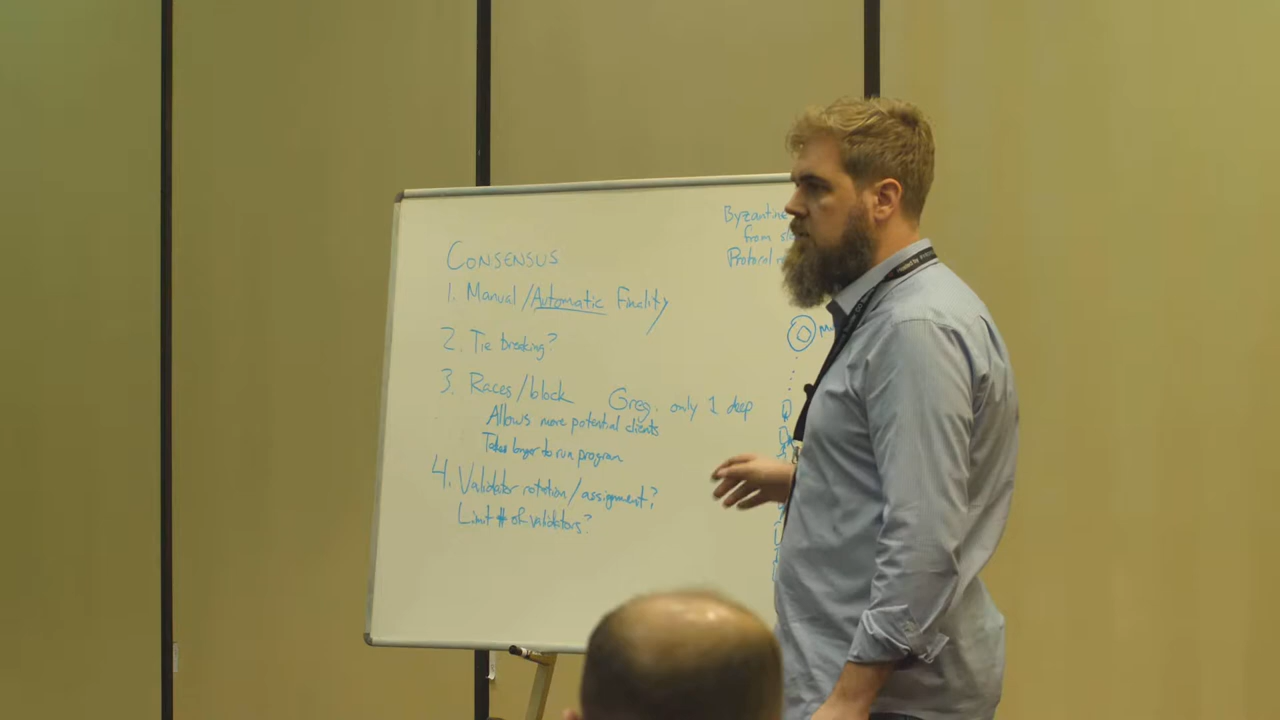 CONSENSUS
1. Manual/Automatic Finality
2. Tie breaking?
3. Races/block
Greg. only 1 deep
Allows more potential clients
Takes longer to run program
4. Validator rotation/assignment?
Limit # of validators?
Byzantine
from
Protocol